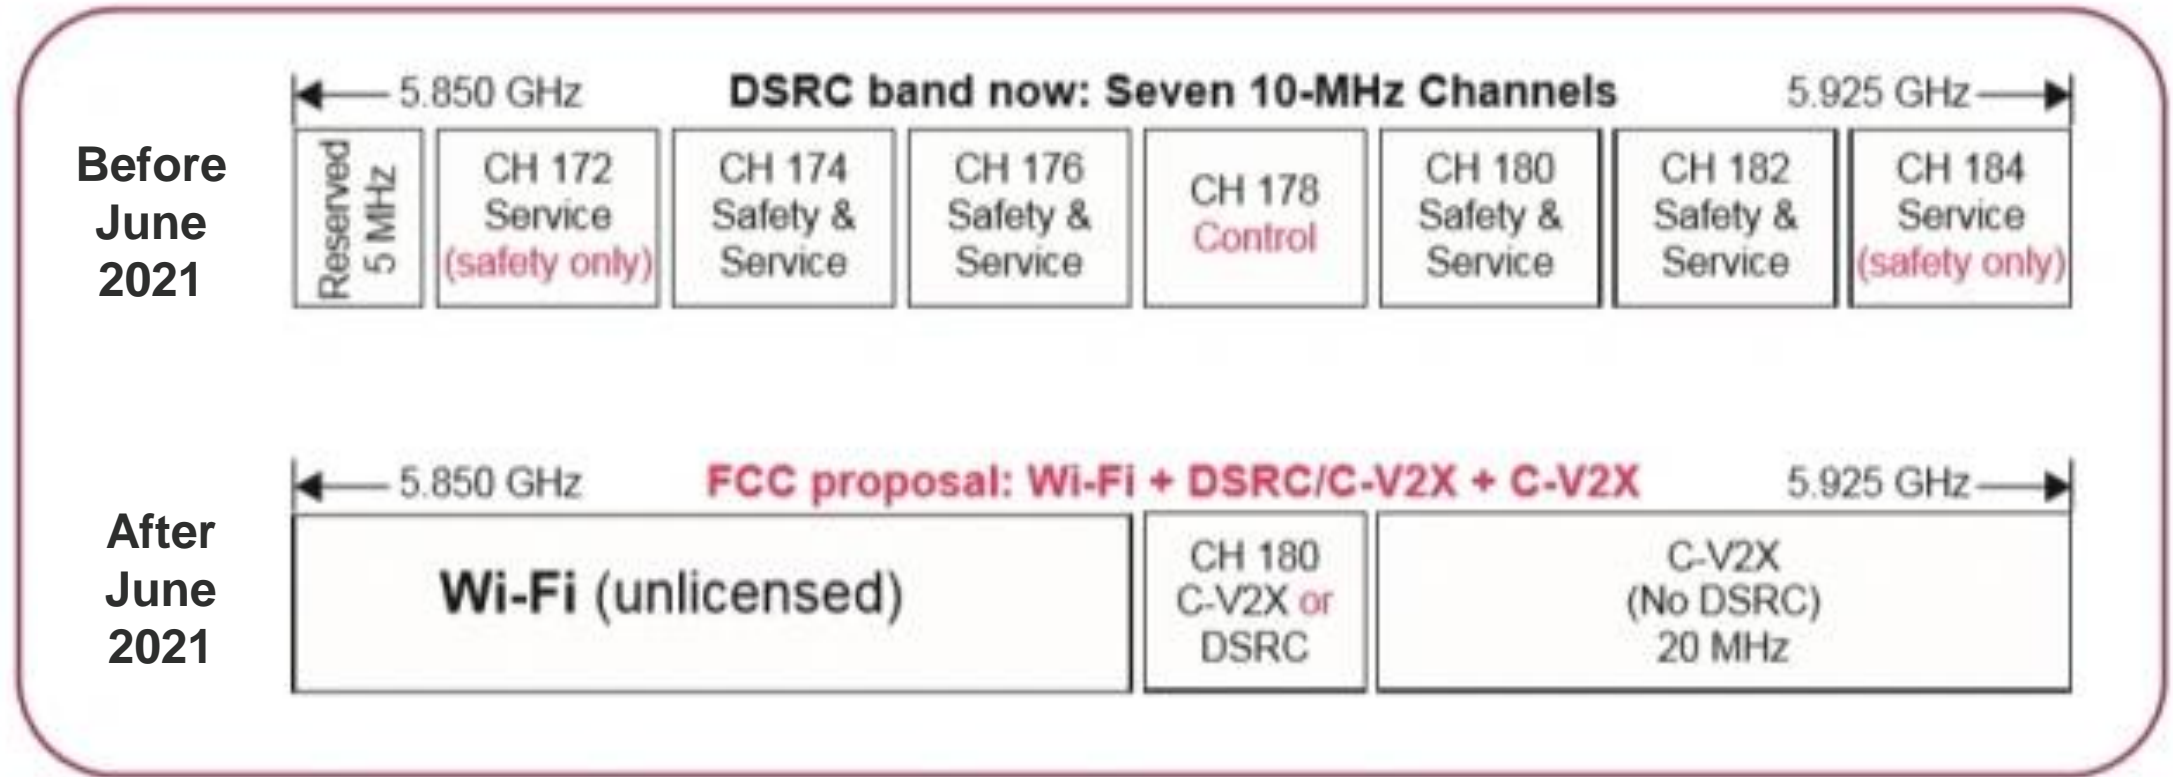 Before
June
2021
5.850 GHz
DSRC band now: Seven 10-MHz Channels
5.925 GHz
Reserved
5 MHz
CH 172
Service
(safety only)
CH 174
Safety &
Service
CH 176
Safety &
Service
CH 178
Control
CH 180
Safety &
Service
CH 182
Safety &
Service
CH 184
Service
(safety only)
After
June
2021
5.850 GHz
FCC proposal: Wi-Fi + DSRC/C-V2X + C-V2X
5.925 GHz
Wi-Fi (unlicensed)
CH 180
C-V2X or
DSRC
C-V2X
(No DSRC)
20 MHz